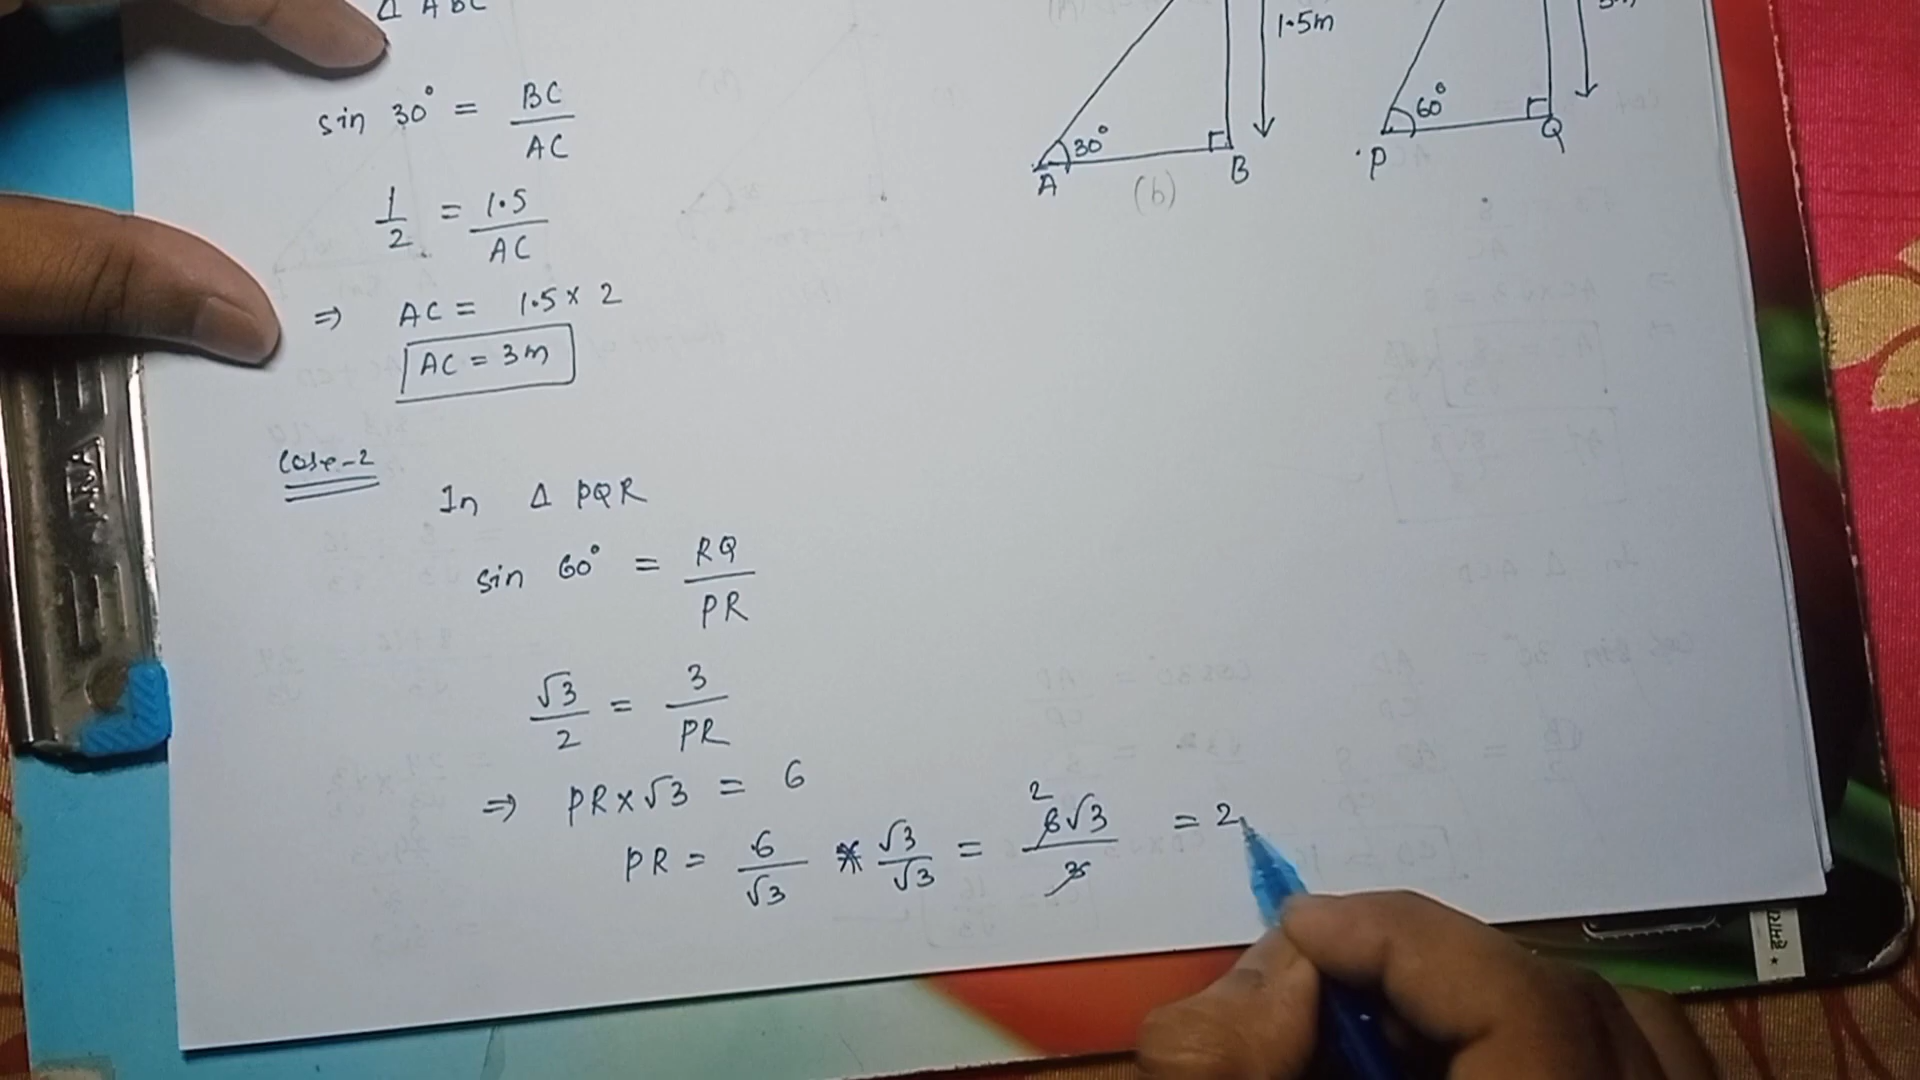 Δ ABC
sin 30° = BC/AC
1/2 = 1.5/AC
⇒ AC = 1.5 × 2
AC = 3m
Case-2
In Δ PQR
sin 60° = RQ/PR
√3/2 = 3/PR
⇒ PR × √3 = 6
PR = 6/√3 * √3/√3 = 6√3/3 = 2
2
1.5m
30°
A
B
(b)
60°
P
Q